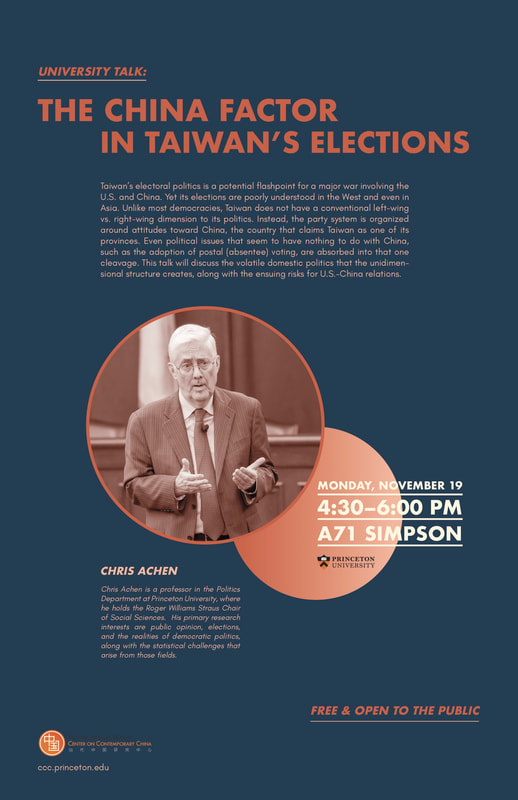 UNIVERSITY TALK:
THE CHINA FACTOR
IN TAIWAN'S ELECTIONS
Taiwan's electoral politics is a potential flashpoint for a major war involving the
U.S. and China. Yet its elections are poorly understood in the West and even in
Asia. Unlike most democracies, Taiwan does not have a conventional left-wing
vs. right-wing dimension to its politics. Instead, the party system is organized
around attitudes toward China, the country that claims Taiwan as one of its
provinces. Even political issues that seem to have nothing to do with China,
such as the adoption of postal (absentee) voting, are absorbed into that one
cleavage. This talk will discuss the volatile domestic politics that the unidimen-
sional structure creates, along with the ensuing risks for U.S.-China relations.
MONDAY, NOVEMBER 19
4:30–6:00 PM
A71 SIMPSON
PRINCETON
UNIVERSITY
CHRIS ACHEN
Chris Achen is a professor in the Politics
Department at Princeton University, where
he holds the Roger Williams Straus Chair
of Social Sciences. His primary research
interests are public opinion, elections,
and the realities of democratic politics,
along with the statistical challenges that
arise from those fields.
FREE & OPEN TO THE PUBLIC
中国
CENTER ON CONTEMPORARY CHINA
当代中国研究中心
ccc.princeton.edu